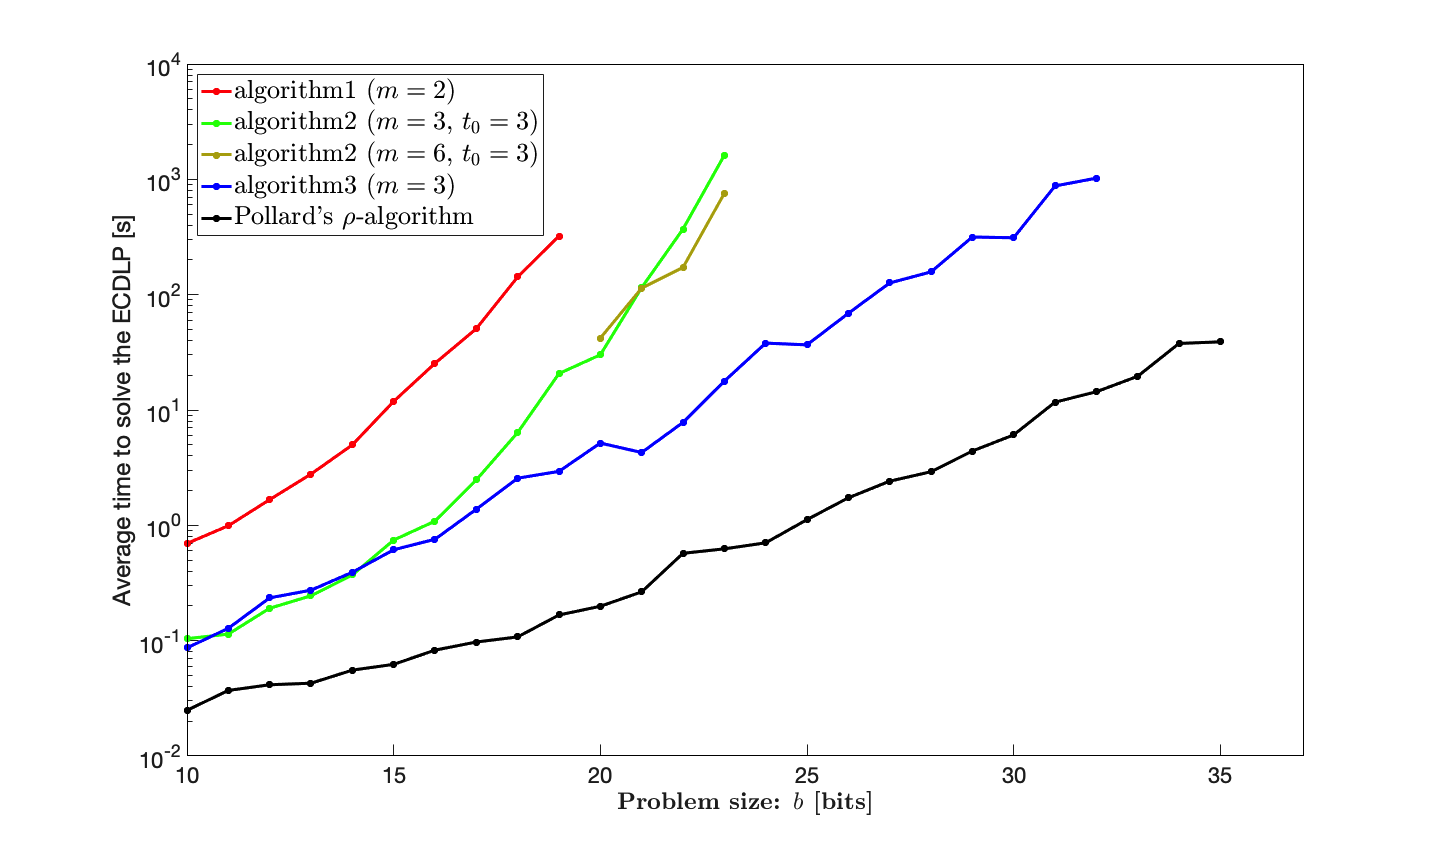 10^4
10^3
10^2
10^1
10^0
10^-1
10^-2
Average time to solve the ECDLP [s]
algorithm1 (m = 2)
algorithm2 (m = 3, t₀ = 3)
algorithm2 (m = 6, t₀ = 3)
algorithm3 (m = 3)
Pollard's ρ-algorithm
10 15 20 25 30 35
Problem size: b [bits]